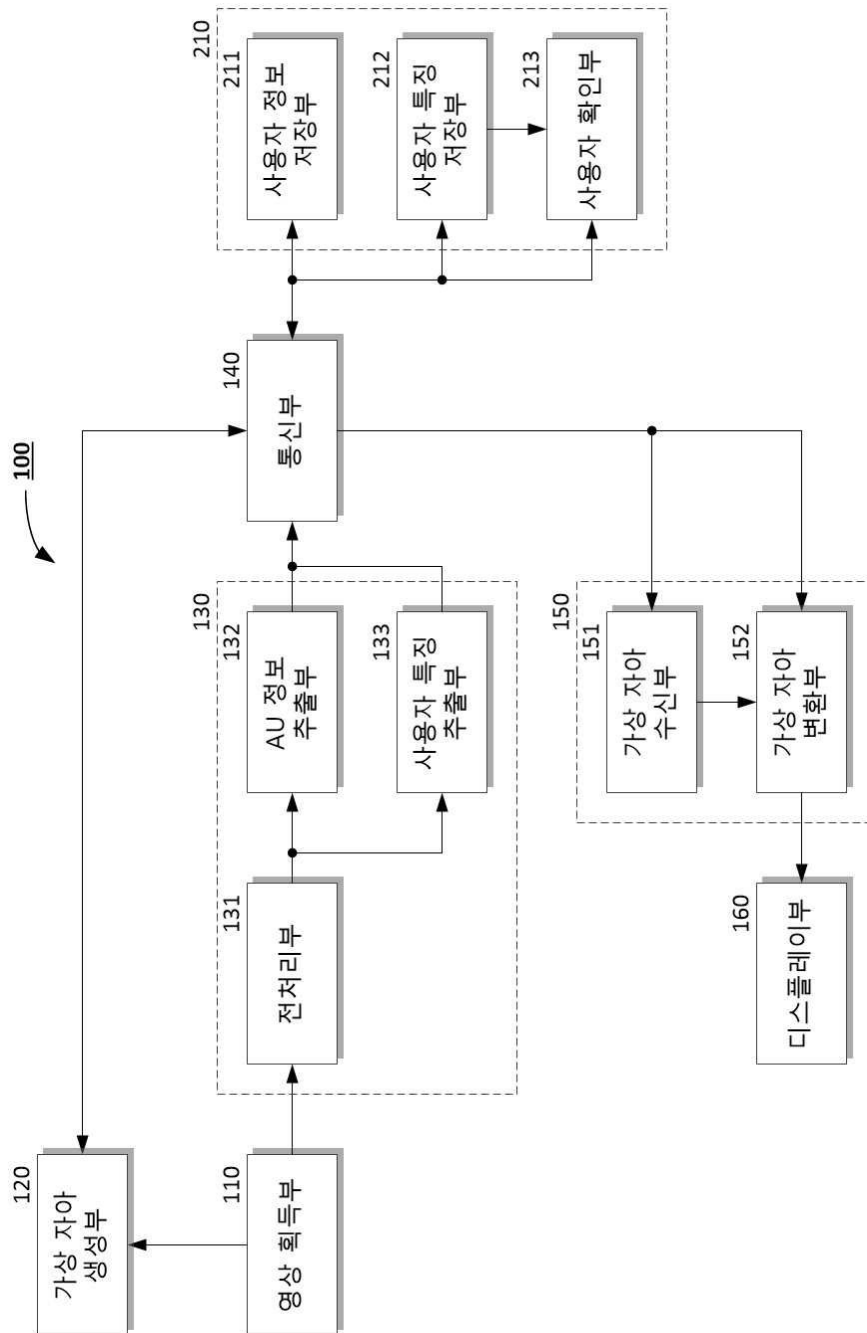 100
120
가상 자아
생성부
110
영상 획득부
130
131
전처리부
132
AU 정보
추출부
133
사용자 특징
추출부
140
통신부
210
211
사용자 정보
저장부
212
사용자 특징
저장부
213
사용자 확인부
150
151
가상 자아
수신부
152
가상 자아
변환부
160
디스플레이부